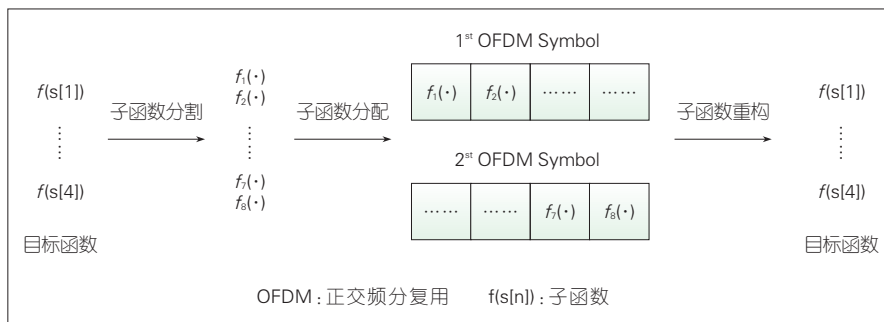 f(s[1])
……
f(s[4])
目标函数
子函数分割
f₁(·)
f₂(·)
……
f₇(·)
f₈(·)
子函数分配
1ˢᵗ OFDM Symbol
f₁(·) f₂(·) …… ……
2ˢᵗ OFDM Symbol
…… …… f₇(·) f₈(·)
子函数重构
f(s[1])
……
f(s[4])
目标函数
OFDM：正交频分复用 f(s[n])：子函数